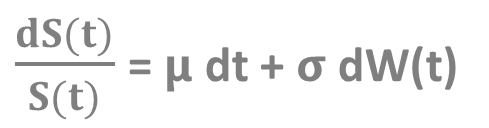 dS(t)
S(t)
= μ dt + σ dW(t)